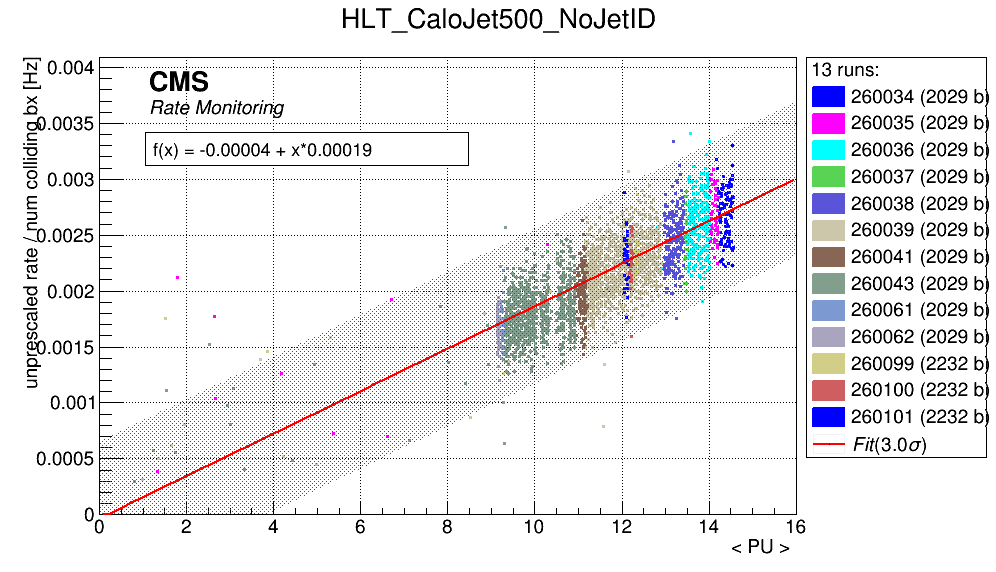 HLT_CaloJet500_NoJetID
unprescaled rate / num colliding bx [Hz]
0.004
0.0035
0.003
0.0025
0.002
0.0015
0.001
0.0005
0
CMS
Rate Monitoring
f(x) = -0.00004 + x*0.00019
0 2 4 6 8 10 12 14 16
< PU >
13 runs:
260034 (2029 b)
260035 (2029 b)
260036 (2029 b)
260037 (2029 b)
260038 (2029 b)
260039 (2029 b)
260041 (2029 b)
260043 (2029 b)
260061 (2029 b)
260062 (2029 b)
260099 (2232 b)
260100 (2232 b)
260101 (2232 b)
Fit(3.0σ)